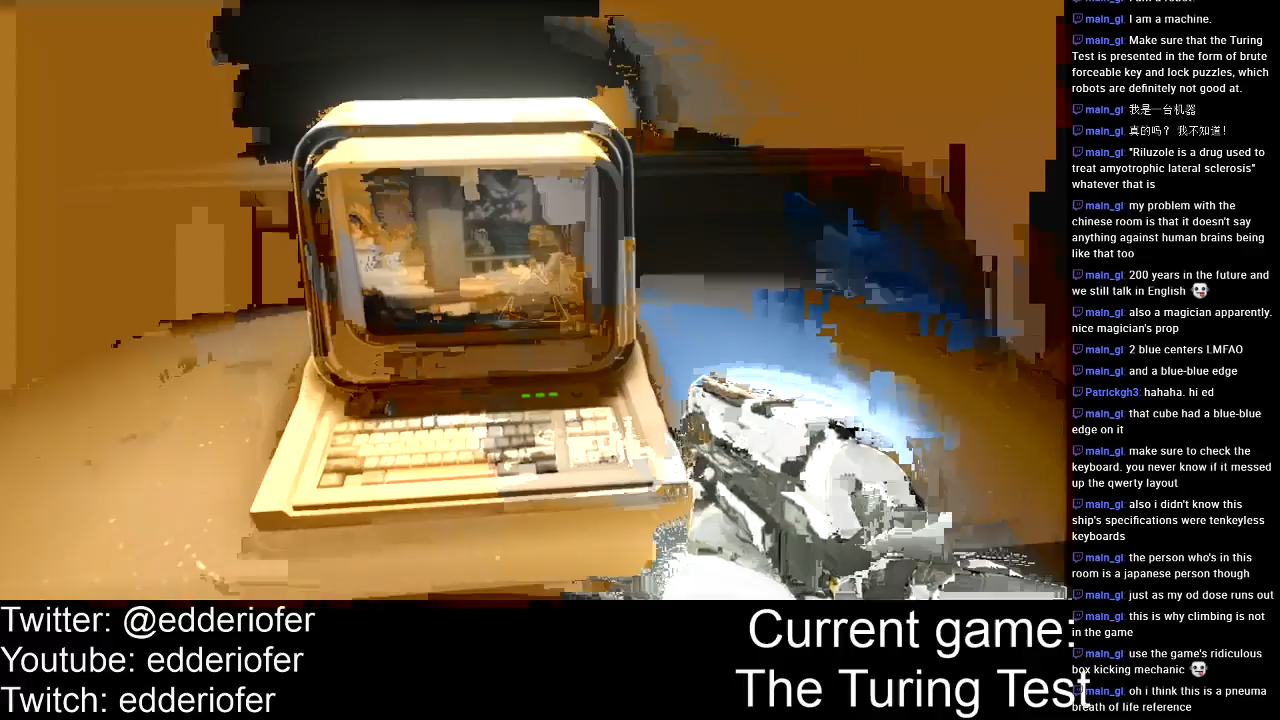 main_gl: I am a robot.
main_gl: I am a machine.
main_gl: Make sure that the Turing
Test is presented in the form of brute
forceable key and lock puzzles, which
robots are definitely not good at.
main_gl: 我是一台机器
main_gl: 真的吗？ 我不知道！
main_gl: "Riluzole is a drug used to
treat amyotrophic lateral sclerosis"
whatever that is
main_gl: my problem with the
chinese room is that it doesn't say
anything against human brains being
like that too
main_gl: 200 years in the future and
we still talk in English
main_gl: also a magician apparently.
nice magician's prop
main_gl: 2 blue centers LMFAO
main_gl: and a blue-blue edge
Patrickgh3: hahaha. hi ed
main_gl: that cube had a blue-blue
edge on it
main_gl: make sure to check the
keyboard. you never know if it messed
up the qwerty layout
main_gl: also i didn't know this
ship's specifications were tenkeyless
keyboards
main_gl: the person who's in this
room is a japanese person though
main_gl: just as my od dose runs out
main_gl: this is why climbing is not
in the game
main_gl: use the game's ridiculous
box kicking mechanic
main_gl: oh i think this is a pneuma
breath of life reference
Twitter: @edderiofer
Youtube: edderiofer
Twitch: edderiofer
Current game:
The Turing Test